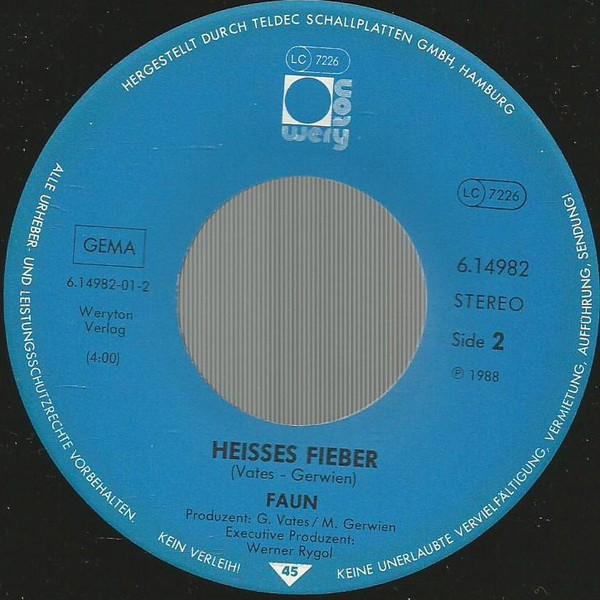 HERGESTELLT DURCH TELDEC SCHALLPLATTEN GMBH, HAMBURG
LC 7226
weryton
LC 7226
GEMA
6.14982-01-2
Weryton
Verlag
(4:00)
6.14982
STEREO
Side 2
℗ 1988
HEISSES FIEBER
(Vates - Gerwien)
FAUN
Produzent: G. Vates / M. Gerwien
Executive Produzent:
Werner Rygol
45
ALLE URHEBER- UND LEISTUNGSSCHUTZRECHTE VORBEHALTEN.
KEIN VERLEIH!
KEINE UNERLAUBTE VERVIELFÄLTIGUNG, VERMIETUNG, AUFFÜHRUNG, SENDUNG!